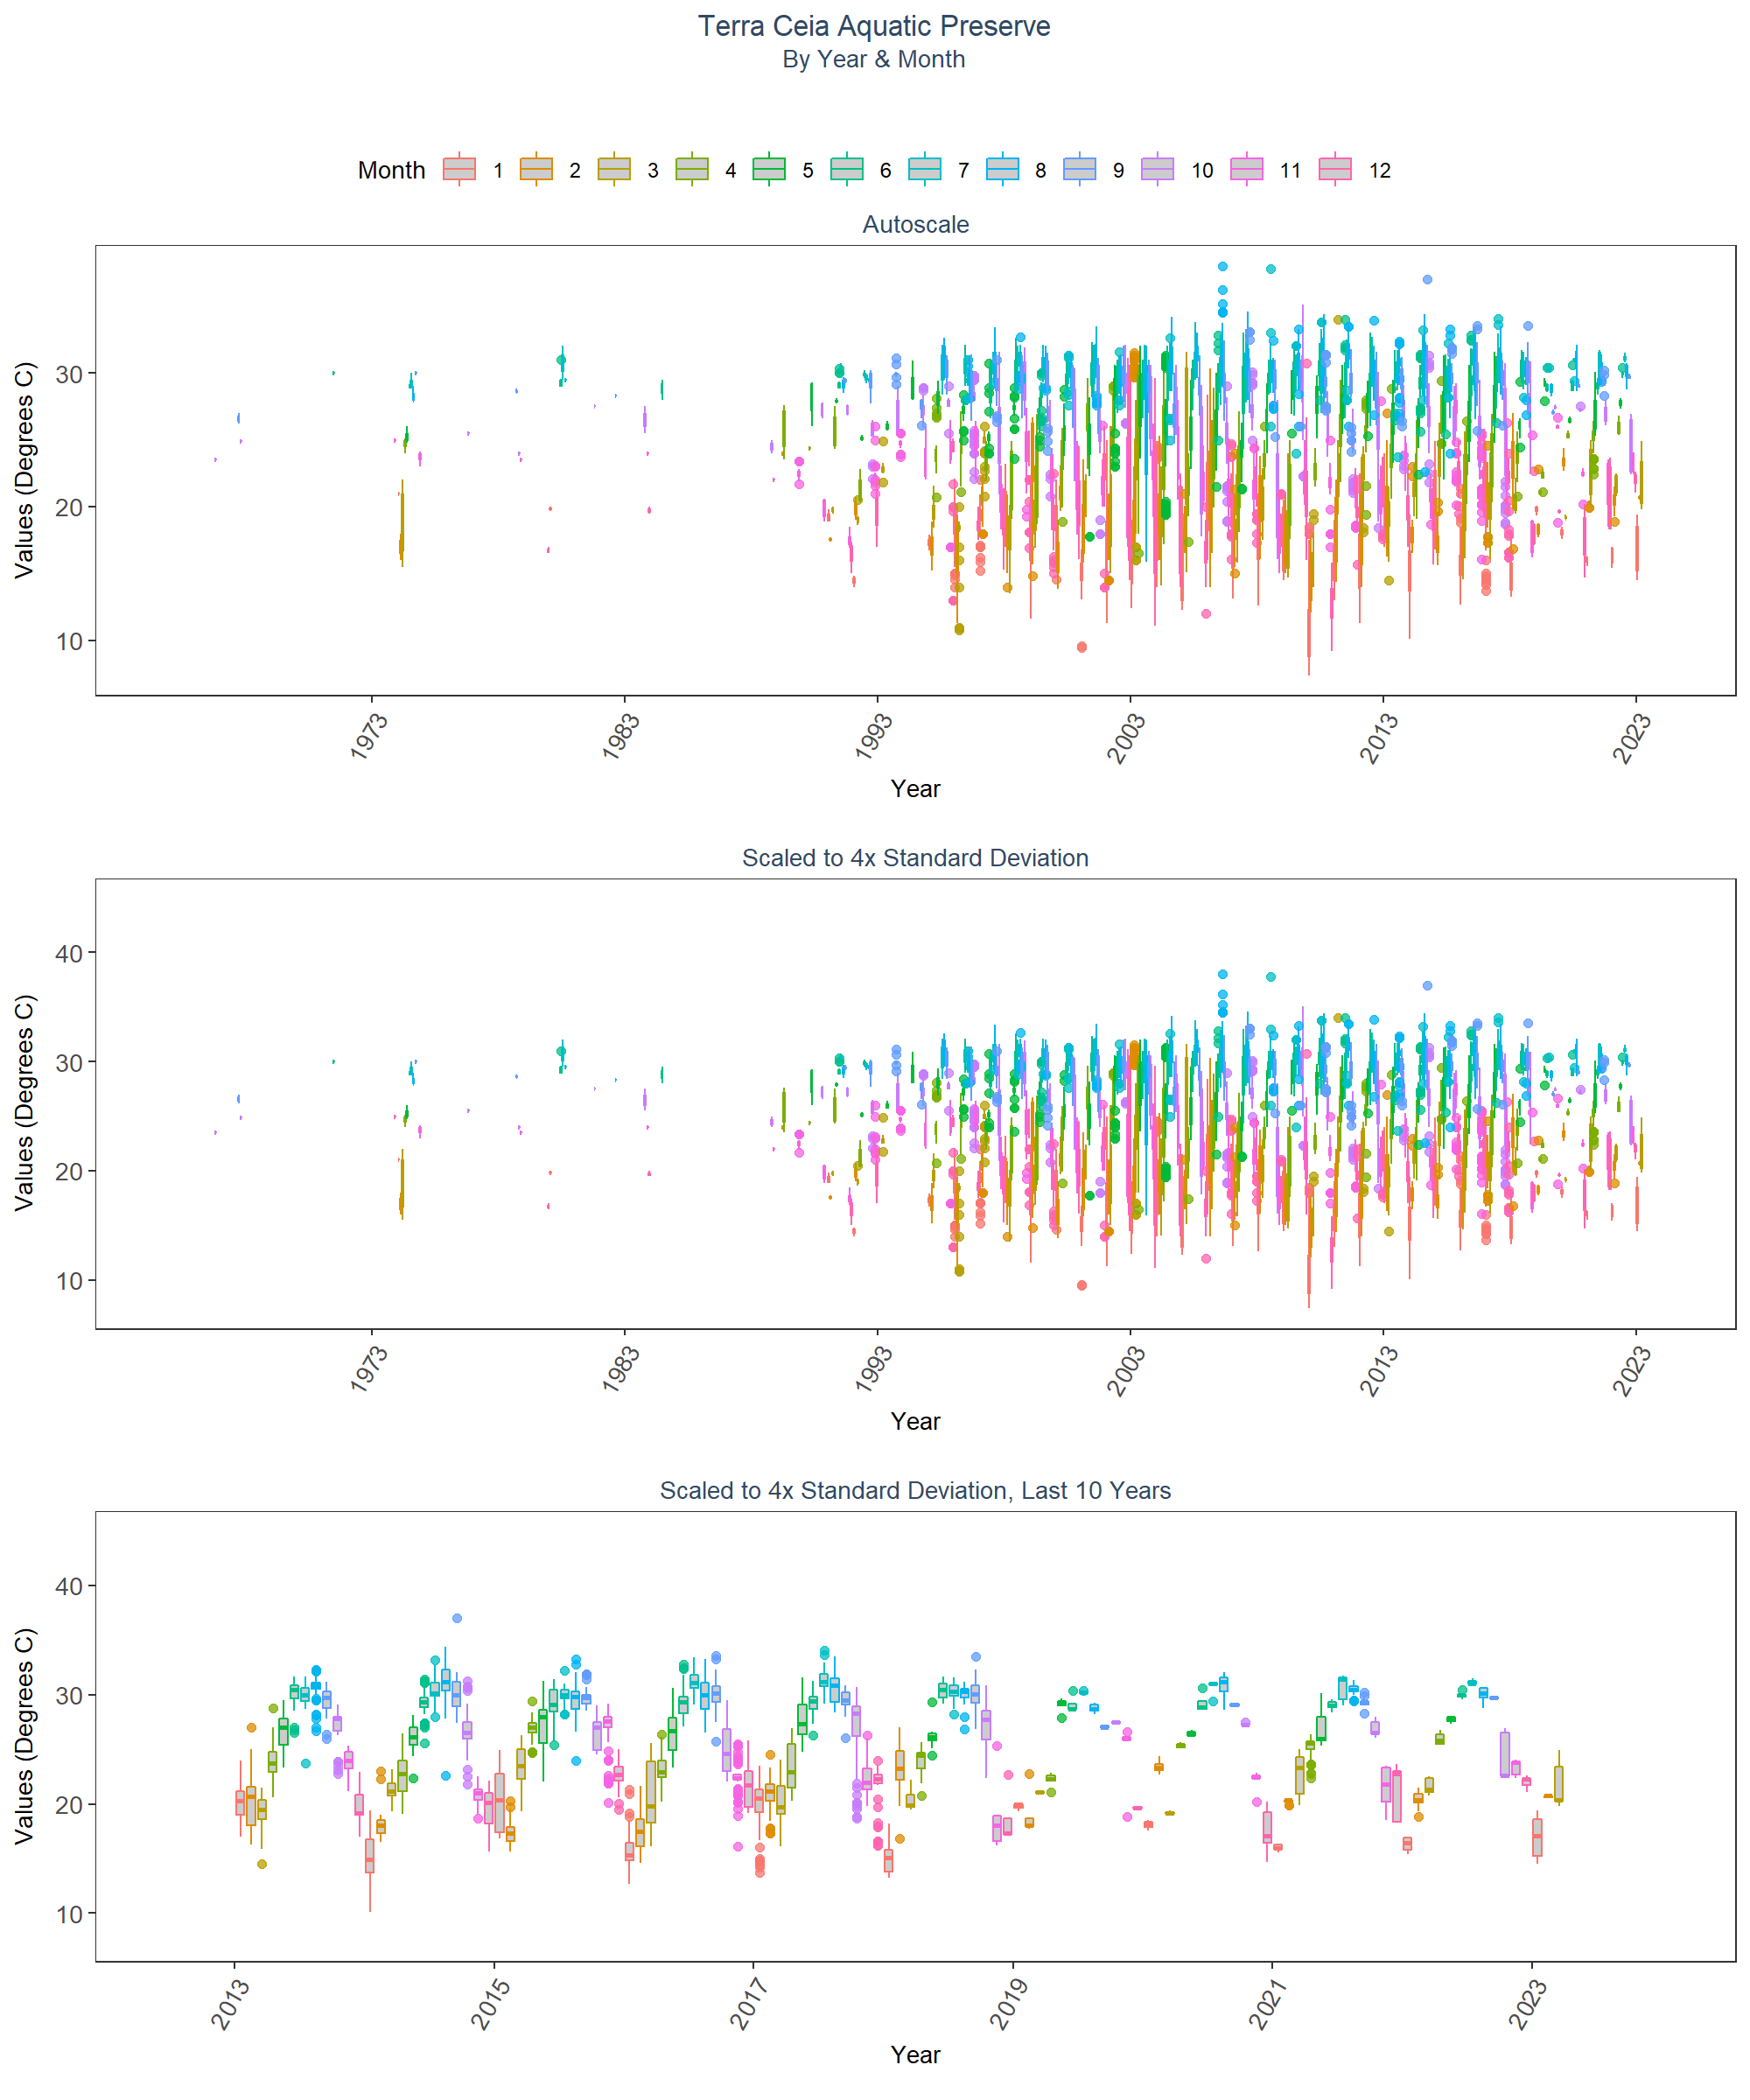 Terra Ceia Aquatic Preserve
By Year & Month
Month 1 2 3 4 5 6 7 8 9 10 11 12
Autoscale
Values (Degrees C)
30
20
10
1973 1983 1993 2003 2013 2023
Year
Scaled to 4x Standard Deviation
Values (Degrees C)
40
30
20
10
1973 1983 1993 2003 2013 2023
Year
Scaled to 4x Standard Deviation, Last 10 Years
Values (Degrees C)
40
30
20
10
2013 2015 2017 2019 2021 2023
Year